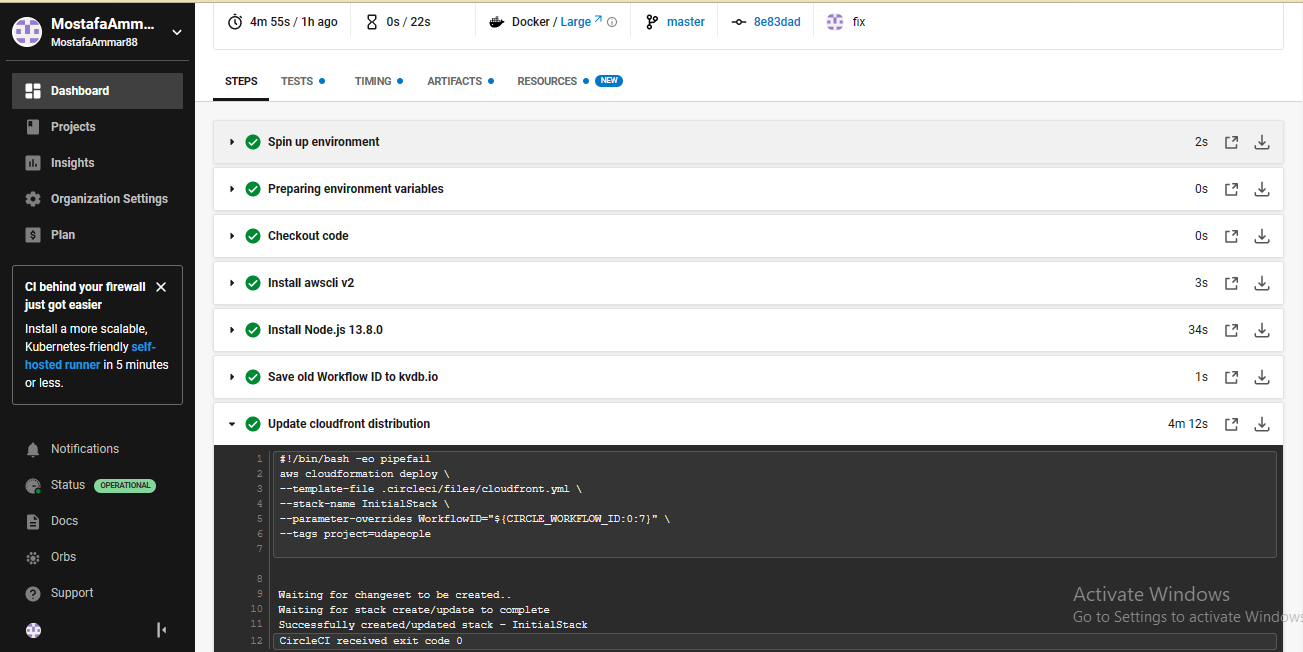 MostafaAmm...
MostafaAmmar88
Dashboard
Projects
Insights
Organization Settings
Plan
CI behind your firewall
just got easier
Install a more scalable,
Kubernetes-friendly self-
hosted runner in 5 minutes
or less.
Notifications
Status OPERATIONAL
Docs
Orbs
Support
4m 55s / 1h ago
0s / 22s
Docker / Large
master
8e83dad
fix
STEPS
TESTS
TIMING
ARTIFACTS
RESOURCES NEW
Spin up environment 2s
Preparing environment variables 0s
Checkout code 0s
Install awscli v2 3s
Install Node.js 13.8.0 34s
Save old Workflow ID to kvdb.io 1s
Update cloudfront distribution 4m 12s
1 #!/bin/bash -eo pipefail
2 aws cloudformation deploy \
3 --template-file .circleci/files/cloudfront.yml \
4 --stack-name InitialStack \
5 --parameter-overrides WorkflowID="${CIRCLE_WORKFLOW_ID:0:7}" \
6 --tags project=udapeople
7
8
9 Waiting for changeset to be created..
10 Waiting for stack create/update to complete
11 Successfully created/updated stack - InitialStack
12 CircleCI received exit code 0
Activate Windows
Go to Settings to activate Windows